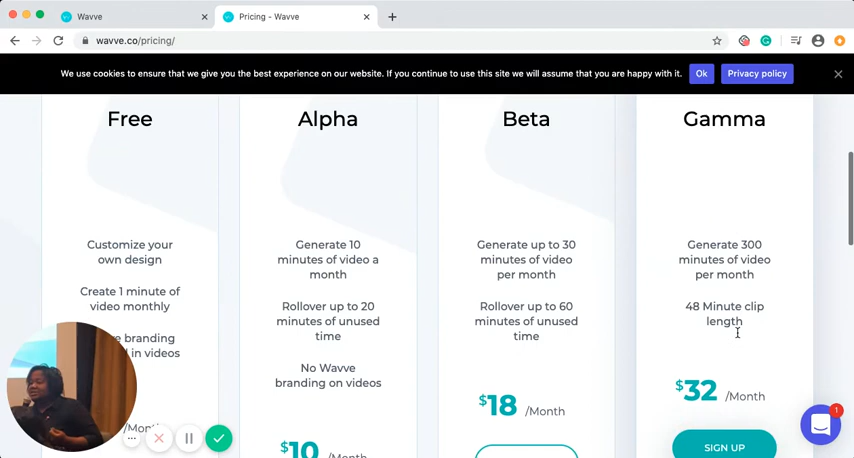 Wavve
Pricing - Wavve
wavve.co/pricing/
We use cookies to ensure that we give you the best experience on our website. If you continue to use this site we will assume that you are happy with it.
Ok
Privacy policy
Free
Customize your
own design
Create 1 minute of
video monthly
branding
in videos
/Month
Alpha
Generate 10
minutes of video a
month
Rollover up to 20
minutes of unused
time
No Wavve
branding on videos
$10 /Month
Beta
Generate up to 30
minutes of video
per month
Rollover up to 60
minutes of unused
time
$18 /Month
Gamma
Generate 300
minutes of video
per month
48 Minute clip
length
$32 /Month
SIGN UP
1